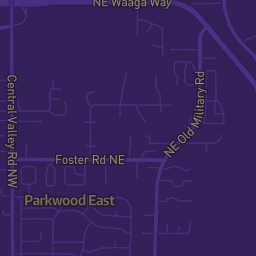 NE Waaga Way
Central Valley Rd NW
NE Old Military Rd
Foster Rd NE
Parkwood East